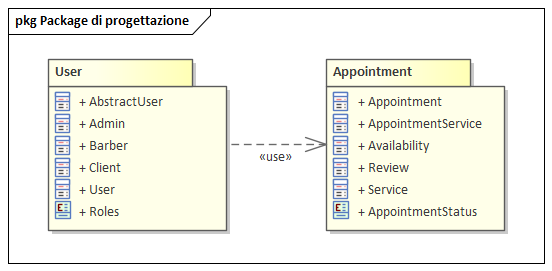 pkg Package di progettazione
User
+ AbstractUser
+ Admin
+ Barber
+ Client
+ User
+ Roles
«use»
Appointment
+ Appointment
+ AppointmentService
+ Availability
+ Review
+ Service
+ AppointmentStatus